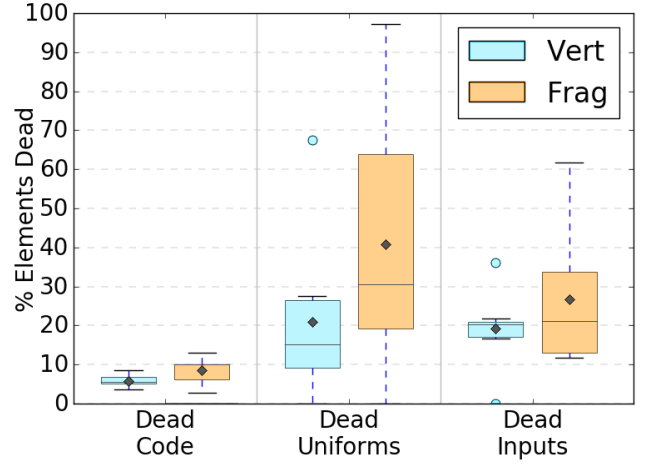 100
90
80
70
60
50
40
30
20
10
0
% Elements Dead
Vert
Frag
Dead
Code
Dead
Uniforms
Dead
Inputs